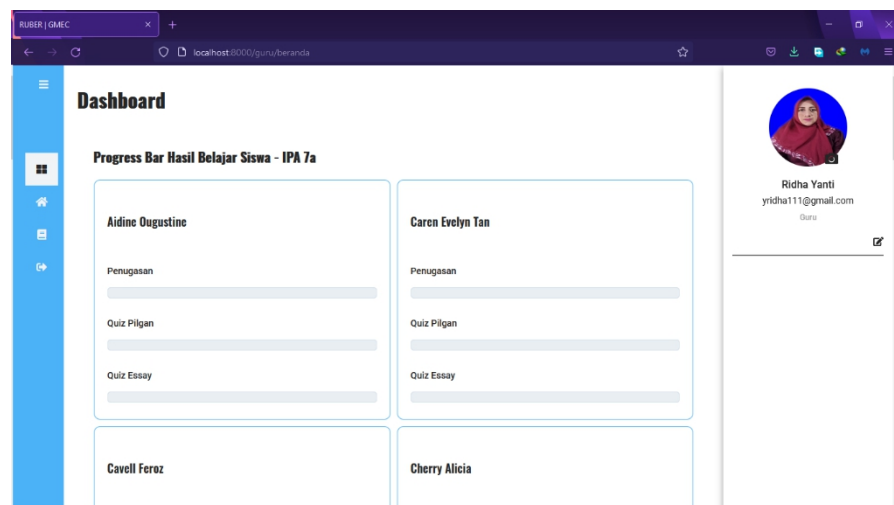 RUBER | GMEC
localhost:8000/guru/beranda
Dashboard
Progress Bar Hasil Belajar Siswa - IPA 7a
Aidine Ougustine
Penugasan
Quiz Pilgan
Quiz Essay
Caren Evelyn Tan
Penugasan
Quiz Pilgan
Quiz Essay
Cavell Feroz
Cherry Alicia
Ridha Yanti
yridha111@gmail.com
Guru